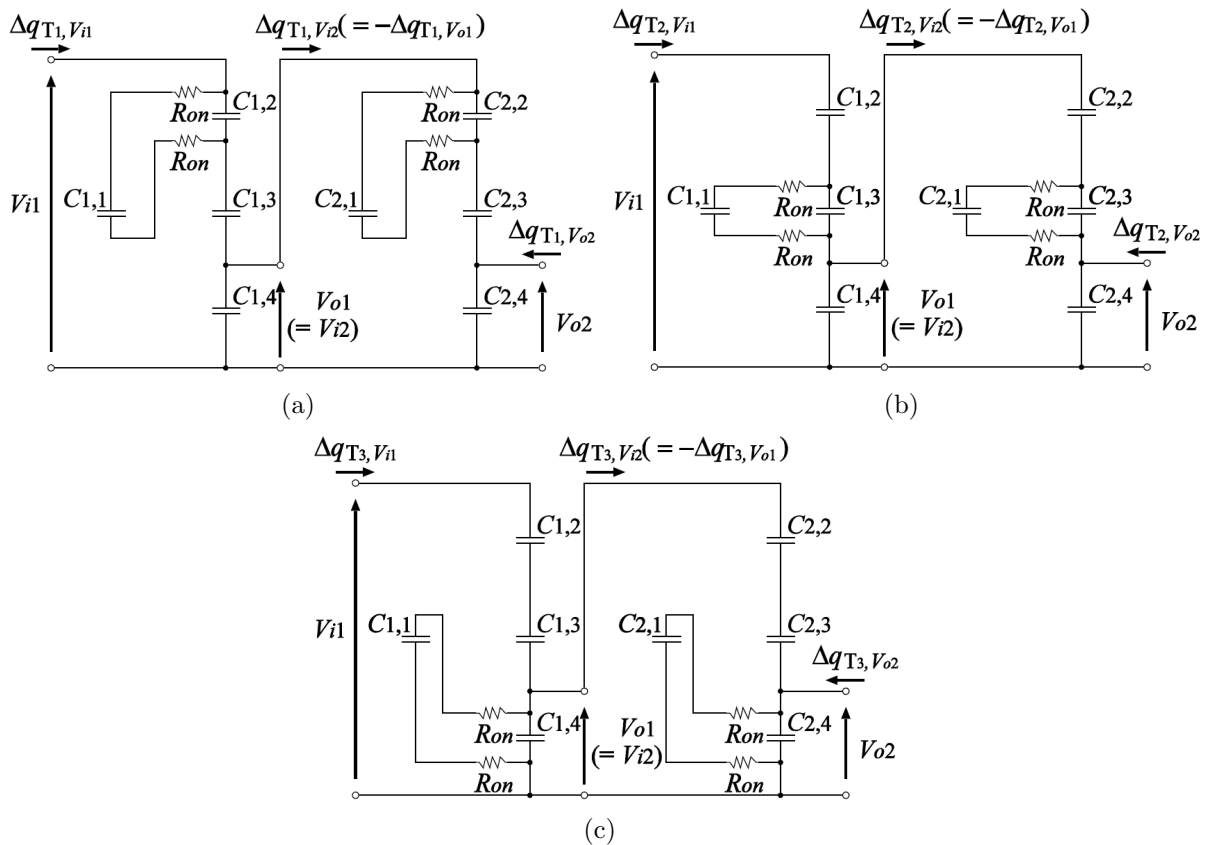 ΔqT1, Vi1
ΔqT1, Vi2( = −ΔqT1, Vo1)
Ron
C1,2
Ron
C2,2
Ron
Ron
Vi1
C1,1
C1,3
C2,1
C2,3
ΔqT1, Vo2
C1,4
Vo1
(= Vi2)
C2,4
Vo2
(a)
ΔqT2, Vi1
ΔqT2, Vi2( = −ΔqT2, Vo1)
C1,2
C2,2
Vi1
C1,1
Ron
C1,3
C2,1
Ron
C2,3
Ron
Ron
ΔqT2, Vo2
C1,4
Vo1
(= Vi2)
C2,4
Vo2
(b)
ΔqT3, Vi1
ΔqT3, Vi2( = −ΔqT3, Vo1)
C1,2
C2,2
Vi1
C1,1
C1,3
C2,1
C2,3
ΔqT3, Vo2
Ron
C1,4
Vo1
(= Vi2)
Ron
C2,4
Vo2
Ron
Ron
(c)